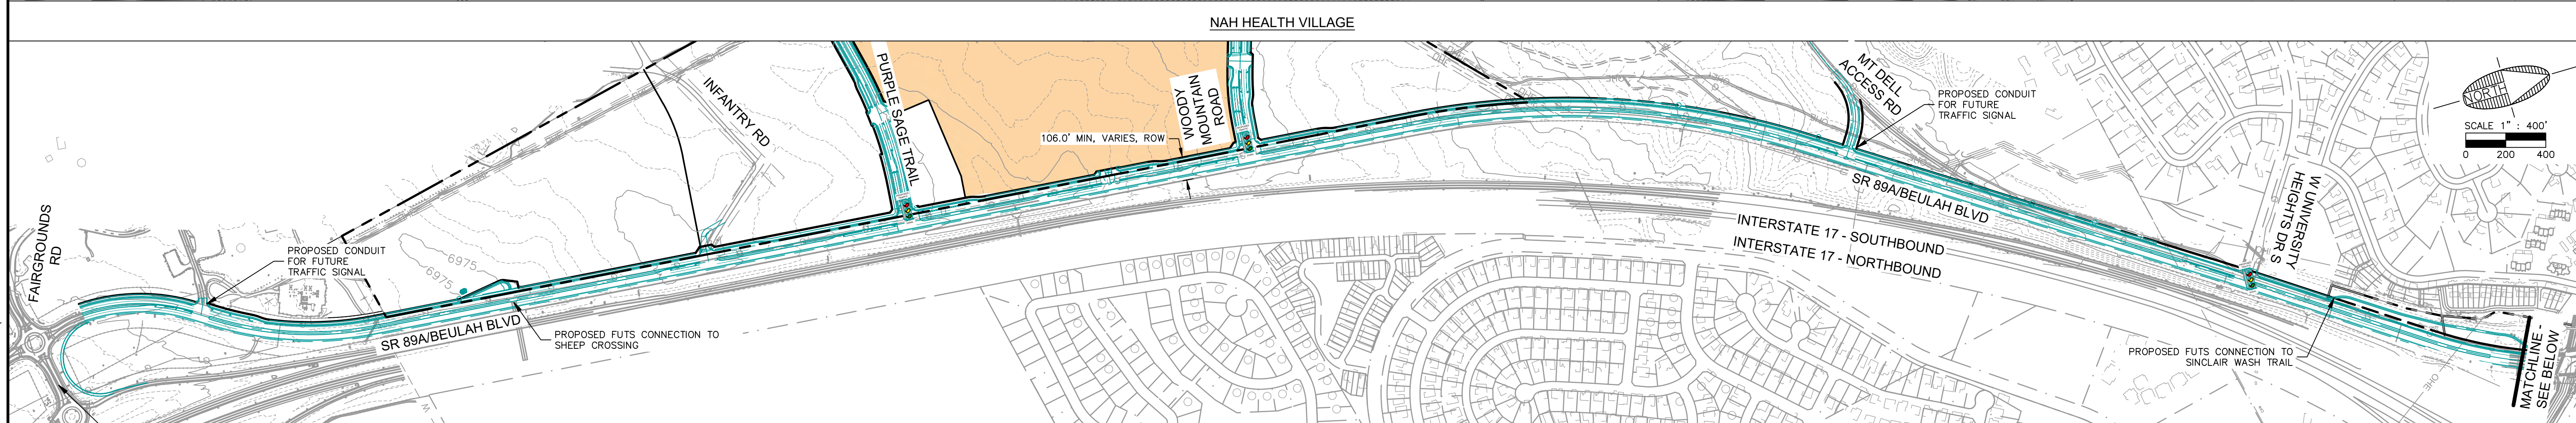 NAH HEALTH VILLAGE
FAIRGROUNDS
RD
PROPOSED CONDUIT
FOR FUTURE
TRAFFIC SIGNAL
6975
6975
SR 89A/BEULAH BLVD
PROPOSED FUTS CONNECTION TO
SHEEP CROSSING
INFANTRY RD
PURPLE SAGE TRAIL
106.0' MIN, VARIES, ROW
WOODY
MOUNTAIN
ROAD
OHE
MT DELL
ACCESS RD
PROPOSED CONDUIT
FOR FUTURE
TRAFFIC SIGNAL
SR 89A/BEULAH BLVD
INTERSTATE 17 - SOUTHBOUND
INTERSTATE 17 - NORTHBOUND
W UNIVERSITY
HEIGHTS DR S
NORTH
SCALE 1" : 400'
0 200 400
PROPOSED FUTS CONNECTION TO
SINCLAIR WASH TRAIL
OHE
MATCHLINE -
SEE BELOW